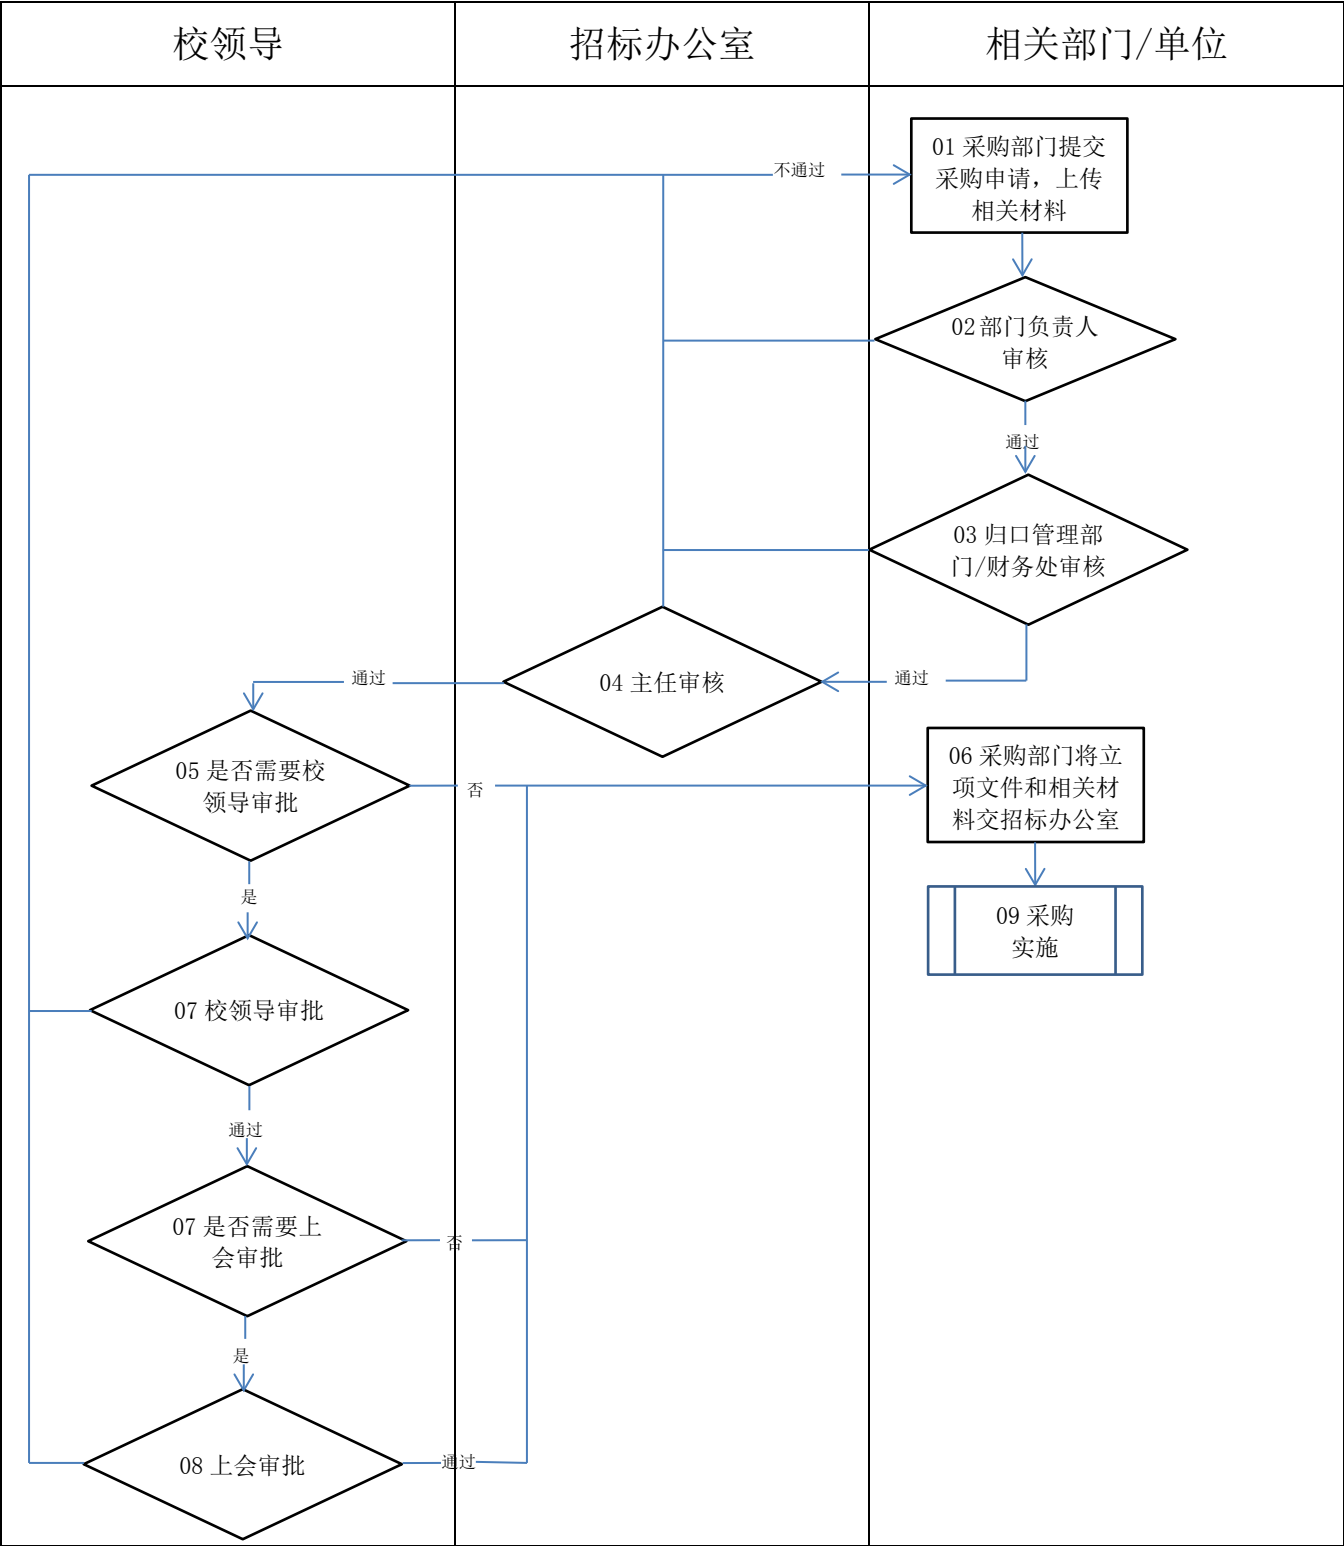 校领导
招标办公室
相关部门/单位
不通过
01 采购部门提交
采购申请，上传
相关材料
02 部门负责人
审核
通过
03 归口管理部
门/财务处审核
通过
04 主任审核
通过
05 是否需要校
领导审批
否
06 采购部门将立
项文件和相关材
料交招标办公室
是
09 采购
实施
07 校领导审批
通过
07 是否需要上
会审批
否
是
08 上会审批
通过